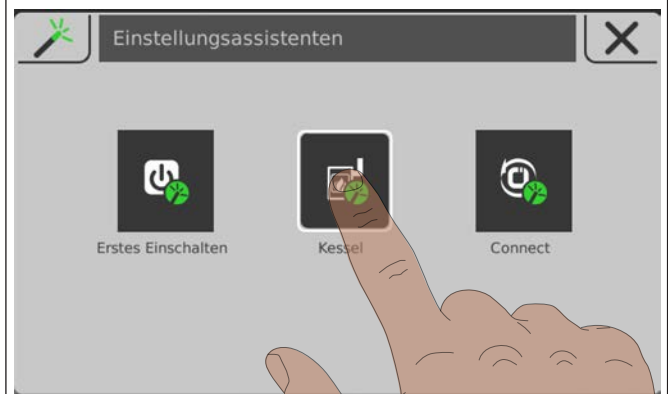 Einstellungsassistenten
Erstes Einschalten
Kessel
Connect